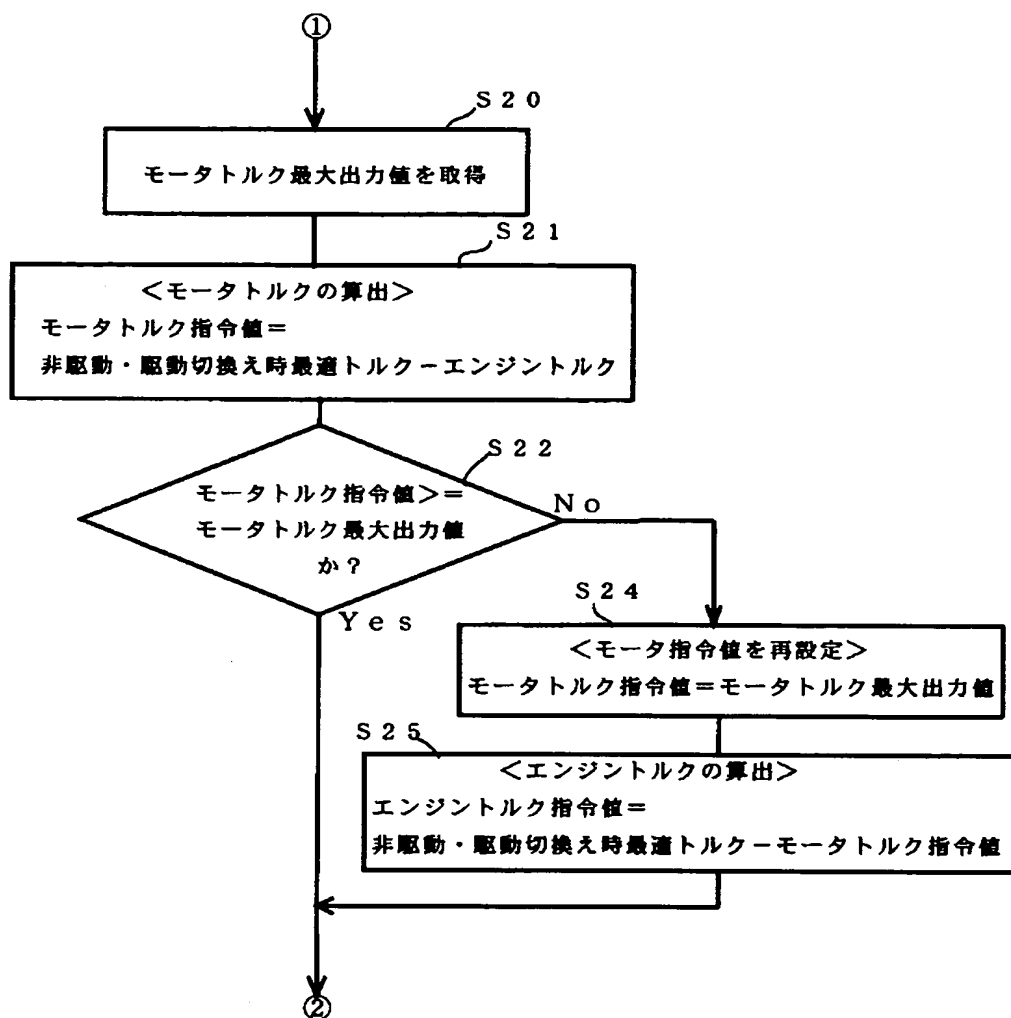 ①
S20
モータトルク最大出力値を取得
S21
＜モータトルクの算出＞
モータトルク指令値＝
非駆動・駆動切換え時最適トルクーエンジントルク
S22
モータトルク指令値＞＝
モータトルク最大出力値
か？
No
Yes
S24
＜モータ指令値を再設定＞
モータトルク指令値＝モータトルク最大出力値
S25
＜エンジントルクの算出＞
エンジントルク指令値＝
非駆動・駆動切換え時最適トルクーモータトルク指令値
②